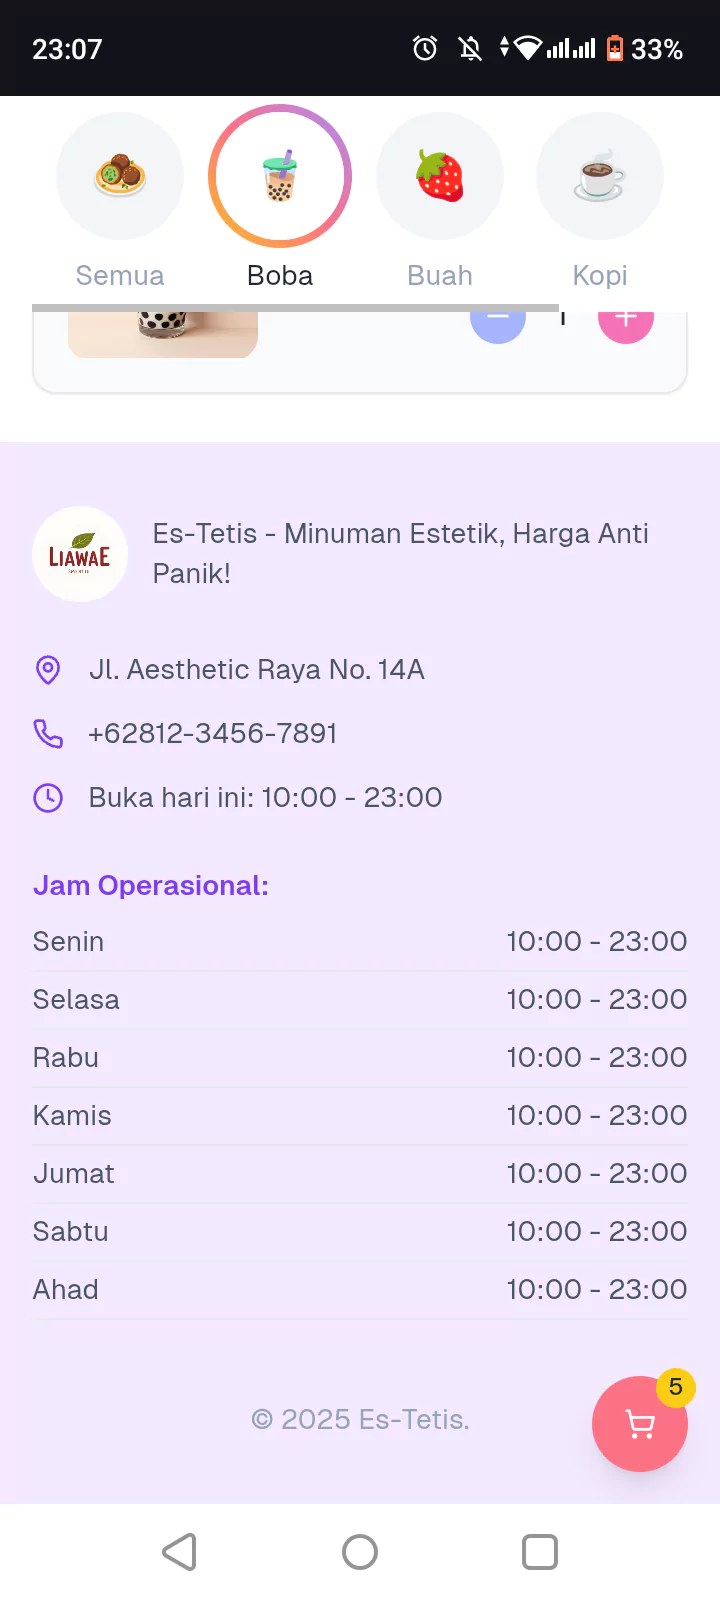 23:07
33%
Semua
Boba
Buah
Kopi
LIAWAE
Es-Tetis - Minuman Estetik, Harga Anti
Panik!
Jl. Aesthetic Raya No. 14A
+62812-3456-7891
Buka hari ini: 10:00 - 23:00
Jam Operasional:
Senin 10:00 - 23:00
Selasa 10:00 - 23:00
Rabu 10:00 - 23:00
Kamis 10:00 - 23:00
Jumat 10:00 - 23:00
Sabtu 10:00 - 23:00
Ahad 10:00 - 23:00
5
© 2025 Es-Tetis.